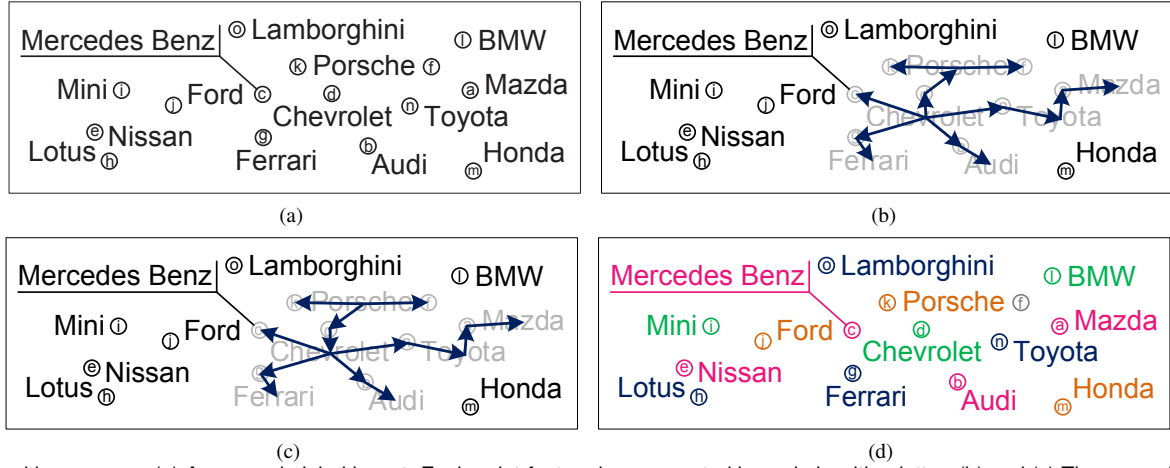 Mercedes Benz
ⓞ Lamborghini
ⓛ BMW
ⓚ Porsche ⓕ
Mini ⓘ
ⓙ Ford
ⓒ
ⓓ
ⓐ Mazda
Chevrolet
ⓝ Toyota
ⓔ Nissan
ⓖ
Ferrari
ⓑ Audi
Lotus ⓗ
ⓜ Honda
(a)
Mercedes Benz
ⓞ Lamborghini
ⓛ BMW
Porsche ⓕ
Mini ⓘ
ⓙ Ford
Mazda
Chevrolet
Toyota
ⓔ Nissan
Ferrari
Audi
Lotus ⓗ
ⓜ Honda
(b)
Mercedes Benz
ⓞ Lamborghini
ⓛ BMW
Porsche ⓕ
Mini ⓘ
ⓙ Ford
Mazda
Chevrolet
Toyota
ⓔ Nissan
Ferrari
Audi
Lotus ⓗ
ⓜ Honda
(c)
Mercedes Benz
ⓞ Lamborghini
ⓛ BMW
ⓚ Porsche ⓕ
Mini ⓘ
ⓙ Ford
ⓒ
ⓓ
ⓐ Mazda
Chevrolet
ⓝ Toyota
ⓔ Nissan
ⓖ
Ferrari
ⓑ Audi
Lotus ⓗ
ⓜ Honda
(d)